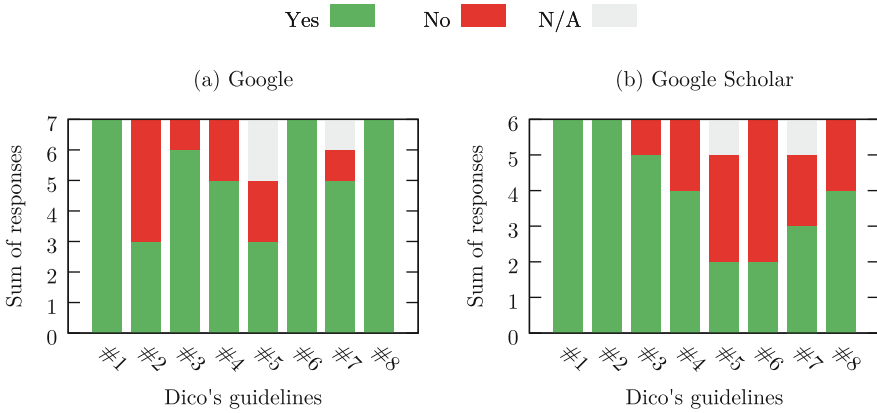 Yes No N/A
(a) Google
7
6
5
4
3
2
1
0
Sum of responses
#1 #2 #3 #4 #5 #6 #7 #8
Dico's guidelines
(b) Google Scholar
6
5
4
3
2
1
0
Sum of responses
#1 #2 #3 #4 #5 #6 #7 #8
Dico's guidelines